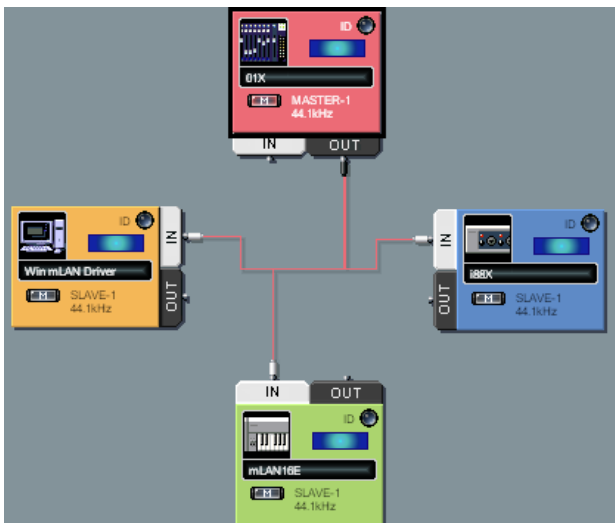 ID
01X
M MASTER-1
44.1kHz
IN OUT
ID
IN
Win mLAN Driver
M SLAVE-1
44.1kHz
OUT
IN
ID
i88X
OUT
M SLAVE-1
44.1kHz
IN OUT
ID
mLAN16E
M SLAVE-1
44.1kHz